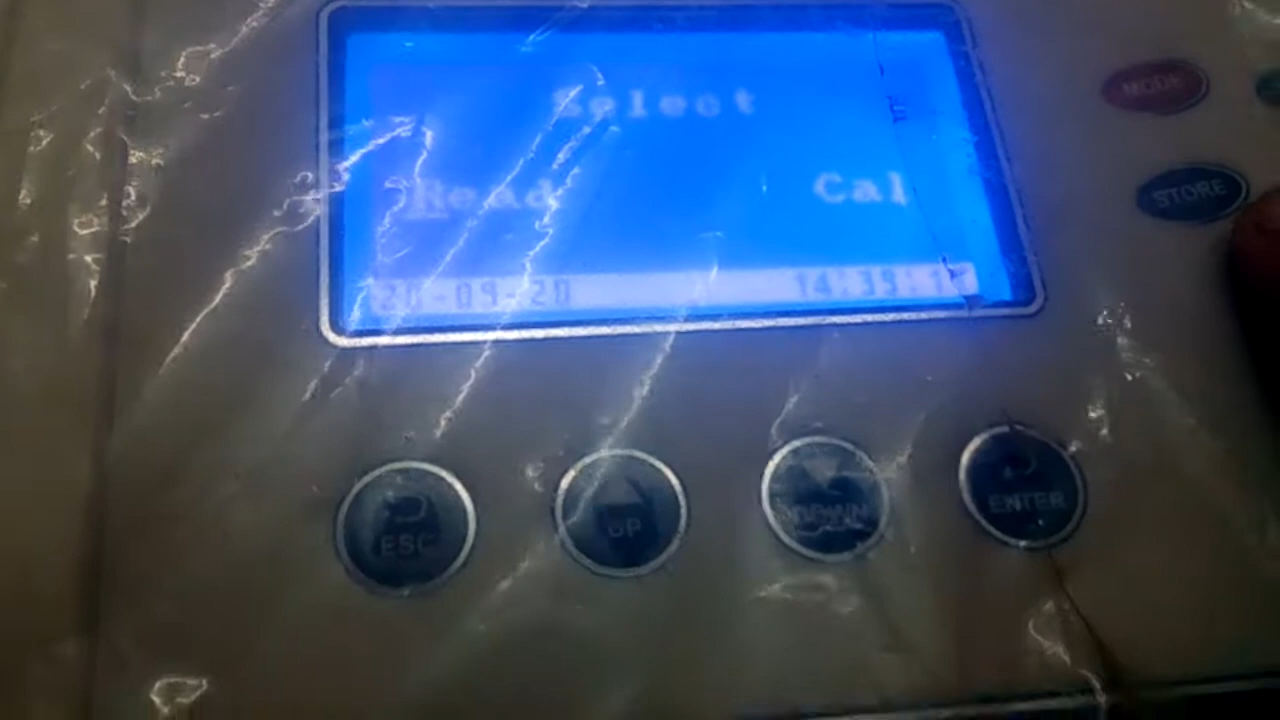 Select
Read Cal
20-09-20
MODE
STORE
ESC
UP
DOWN
ENTER